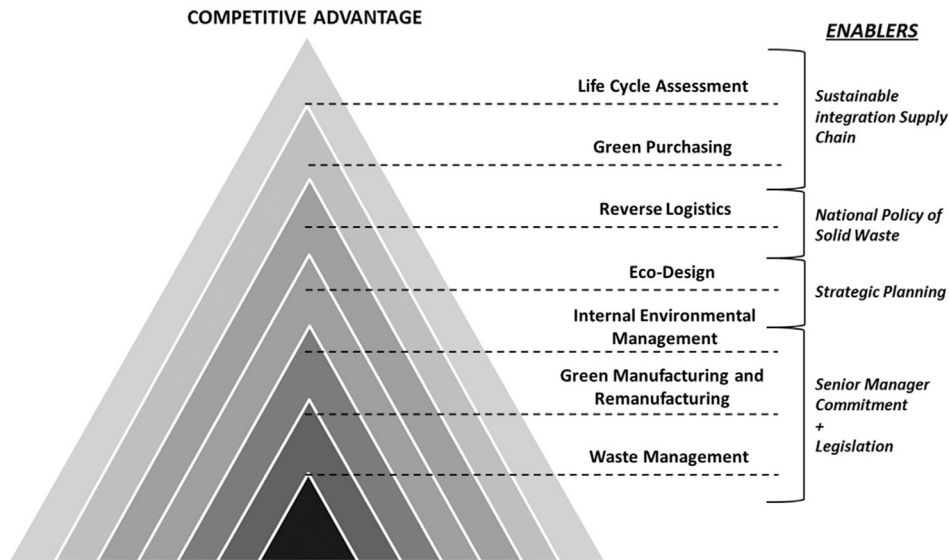 COMPETITIVE ADVANTAGE
ENABLERS
Life Cycle Assessment
Green Purchasing
Sustainable
integration Supply
Chain
Reverse Logistics
National Policy of
Solid Waste
Eco-Design
Strategic Planning
Internal Environmental
Management
Green Manufacturing and
Remanufacturing
Waste Management
Senior Manager
Commitment
+
Legislation